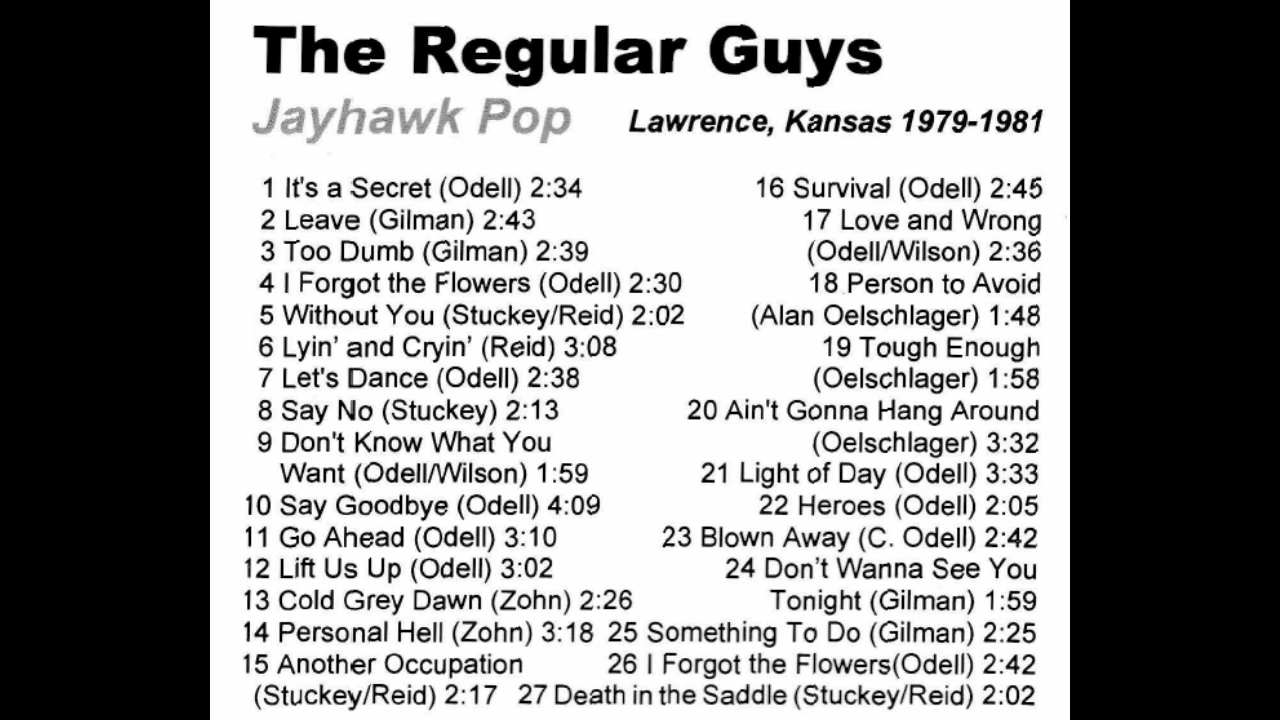 The Regular Guys
Jayhawk Pop Lawrence, Kansas 1979-1981
1 It's a Secret (Odell) 2:34
2 Leave (Gilman) 2:43
3 Too Dumb (Gilman) 2:39
4 I Forgot the Flowers (Odell) 2:30
5 Without You (Stuckey/Reid) 2:02
6 Lyin' and Cryin' (Reid) 3:08
7 Let's Dance (Odell) 2:38
8 Say No (Stuckey) 2:13
9 Don't Know What You
Want (Odell/Wilson) 1:59
10 Say Goodbye (Odell) 4:09
11 Go Ahead (Odell) 3:10
12 Lift Us Up (Odell) 3:02
13 Cold Grey Dawn (Zohn) 2:26
14 Personal Hell (Zohn) 3:18
15 Another Occupation
(Stuckey/Reid) 2:17
16 Survival (Odell) 2:45
17 Love and Wrong
(Odell/Wilson) 2:36
18 Person to Avoid
(Alan Oelschlager) 1:48
19 Tough Enough
(Oelschlager) 1:58
20 Ain't Gonna Hang Around
(Oelschlager) 3:32
21 Light of Day (Odell) 3:33
22 Heroes (Odell) 2:05
23 Blown Away (C. Odell) 2:42
24 Don't Wanna See You
Tonight (Gilman) 1:59
25 Something To Do (Gilman) 2:25
26 I Forgot the Flowers(Odell) 2:42
27 Death in the Saddle (Stuckey/Reid) 2:02